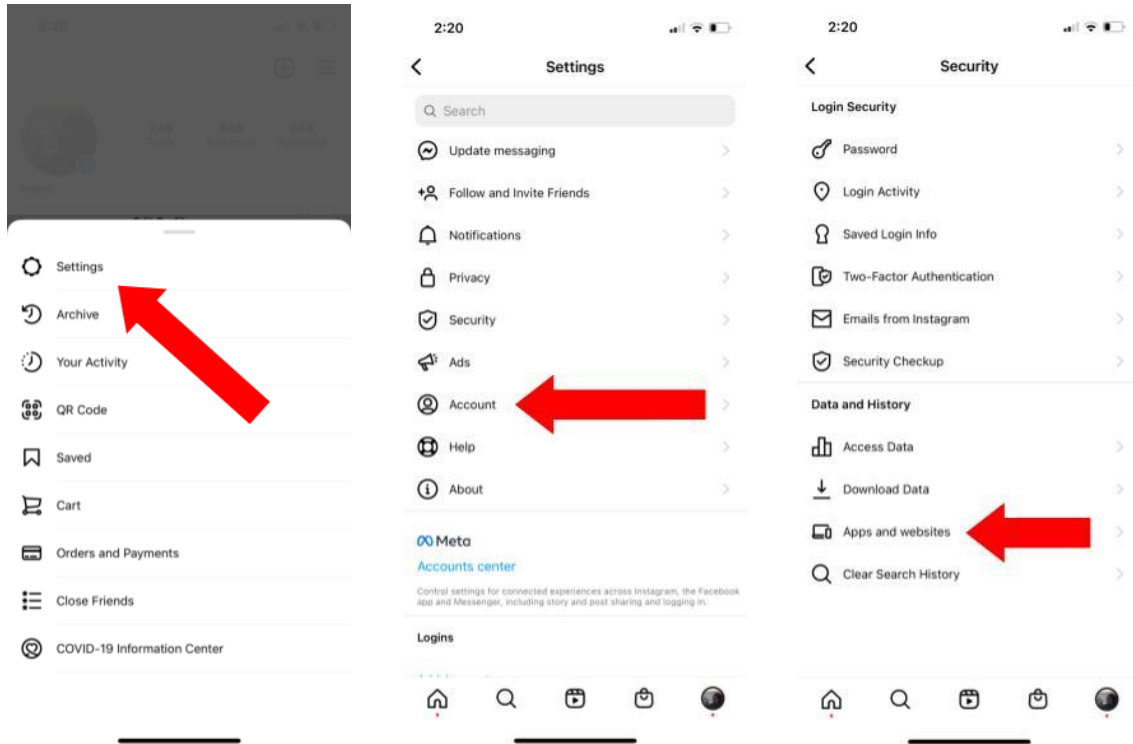 2:20
Settings
Archive
Your Activity
QR Code
Saved
Cart
Orders and Payments
Close Friends
COVID-19 Information Center
2:20
Settings
Search
Update messaging
Follow and Invite Friends
Notifications
Privacy
Security
Ads
Account
Help
About
Meta
Accounts center
Control settings for connected experiences across Instagram, the Facebook
app and Messenger, including story and post sharing and logging in.
Logins
2:20
Security
Login Security
Password
Login Activity
Saved Login Info
Two-Factor Authentication
Emails from Instagram
Security Checkup
Data and History
Access Data
Download Data
Apps and websites
Clear Search History